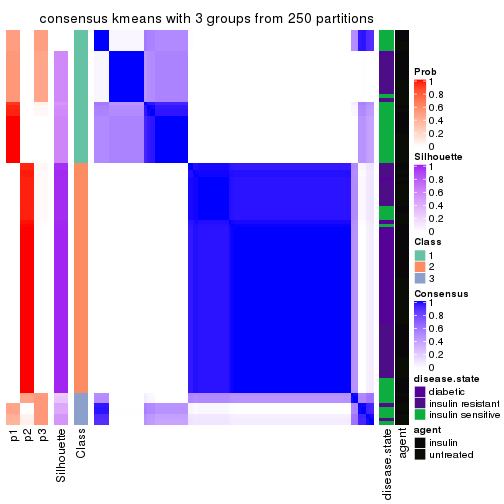 consensus kmeans with 3 groups from 250 partitions
Prob
1
0.8
0.6
0.4
0.2
0
Silhouette
1
0.8
0.6
0.4
0.2
0
Class
1
2
3
Consensus
1
0.8
0.6
0.4
0.2
0
disease.state
diabetic
insulin resistant
insulin sensitive
agent
insulin
untreated
p1
p2
p3
Silhouette
Class
disease.state
agent